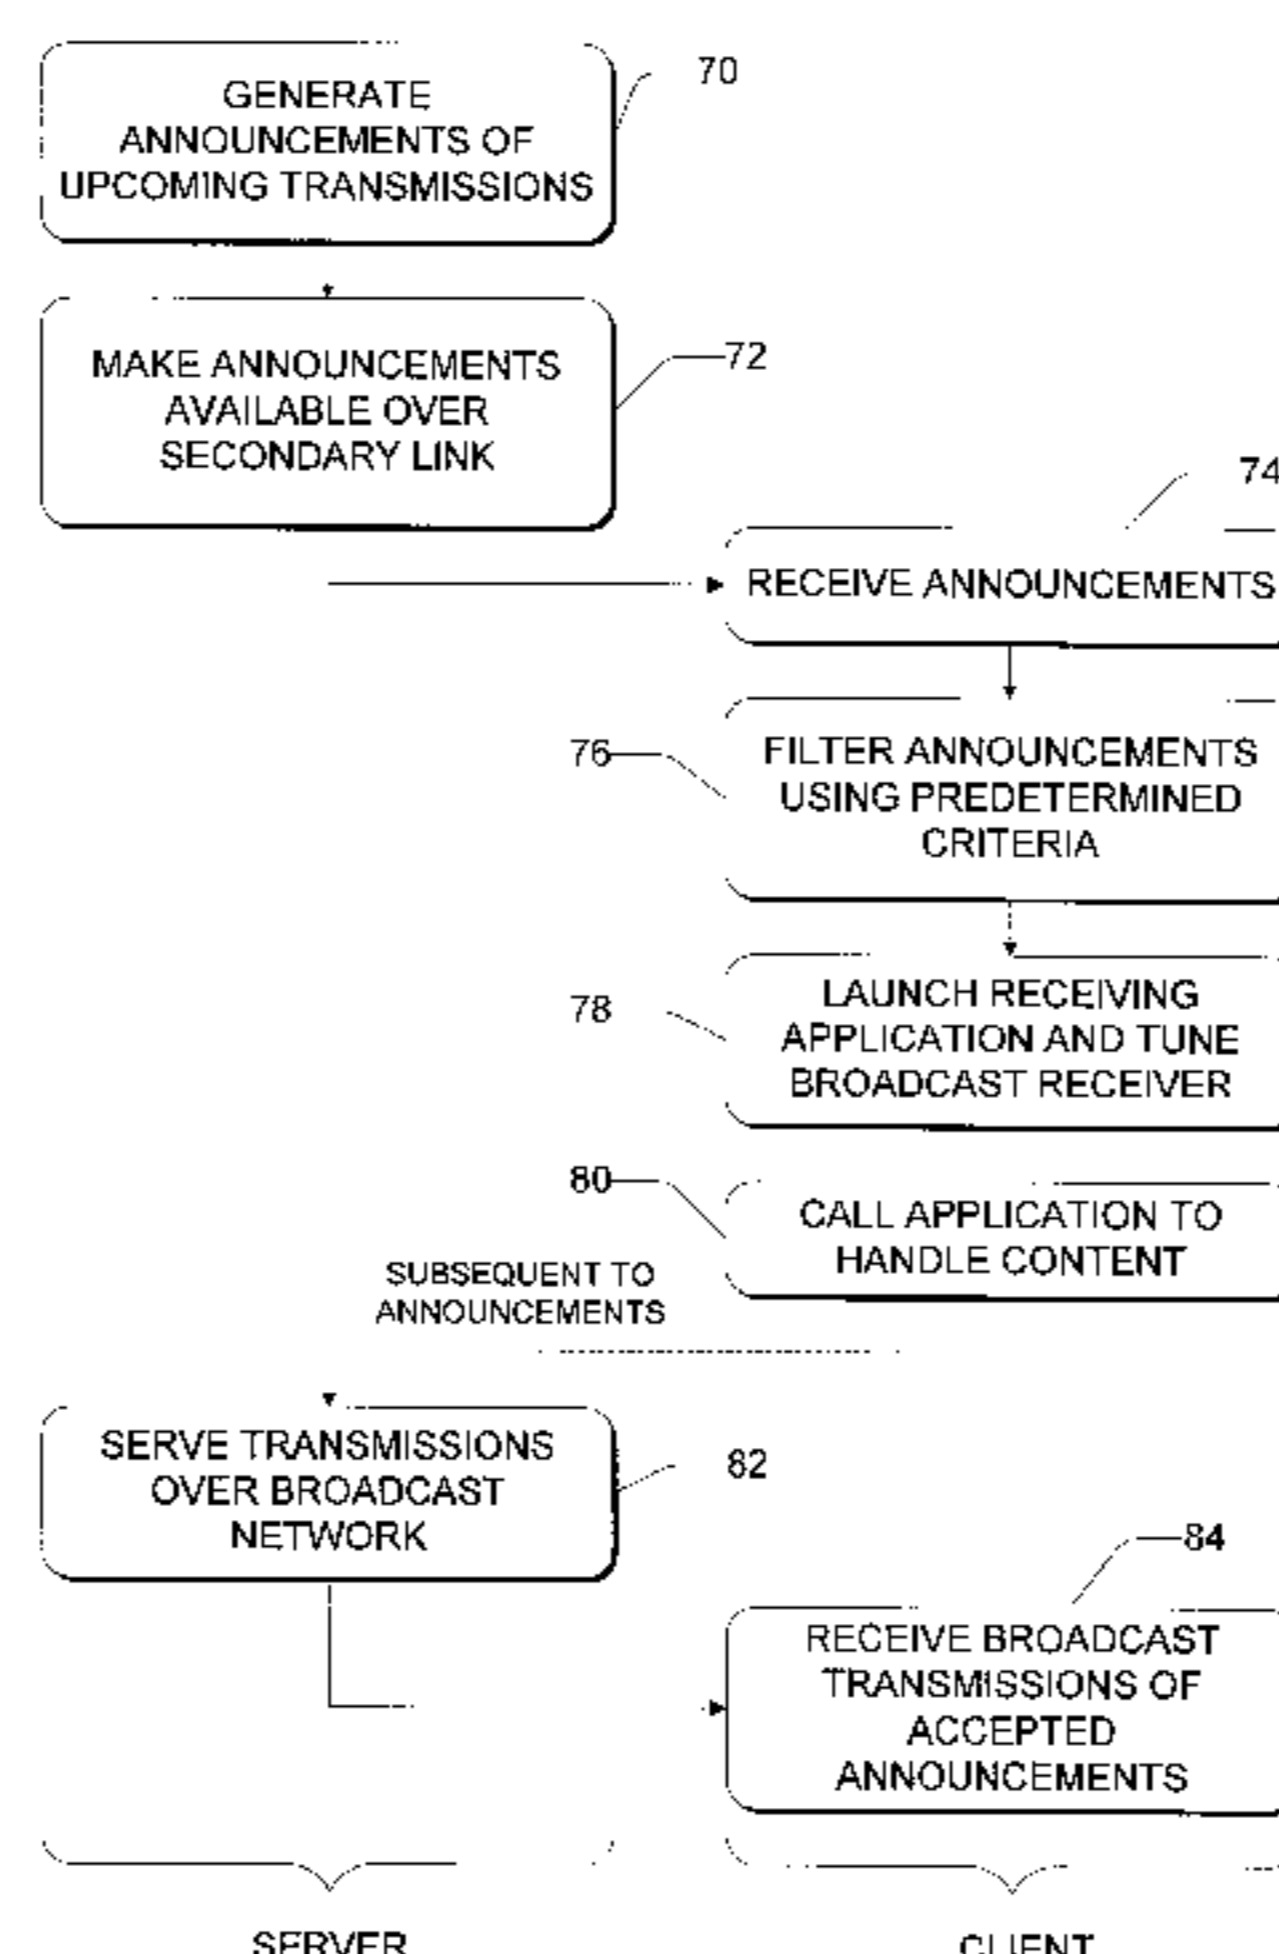 70
GENERATE
ANNOUNCEMENTS OF
UPCOMING TRANSMISSIONS
72
MAKE ANNOUNCEMENTS
AVAILABLE OVER
SECONDARY LINK
74
RECEIVE ANNOUNCEMENTS
76
FILTER ANNOUNCEMENTS
USING PREDETERMINED
CRITERIA
78
LAUNCH RECEIVING
APPLICATION AND TUNE
BROADCAST RECEIVER
80
CALL APPLICATION TO
HANDLE CONTENT
SUBSEQUENT TO
ANNOUNCEMENTS
SERVE TRANSMISSIONS
OVER BROADCAST
NETWORK
82
84
RECEIVE BROADCAST
TRANSMISSIONS OF
ACCEPTED
ANNOUNCEMENTS
SERVER
CLIENT